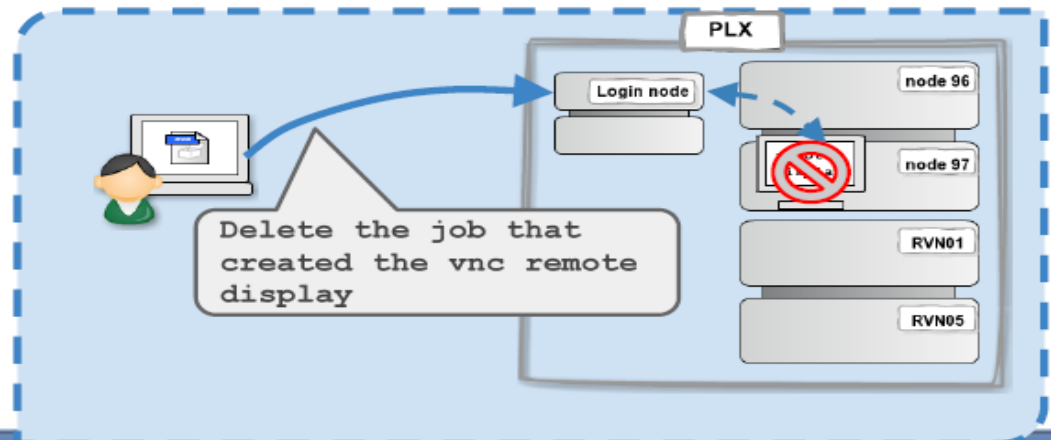 PLX
Login node
node 96
node 97
RVN01
RVN05
Delete the job that
created the vnc remote
display